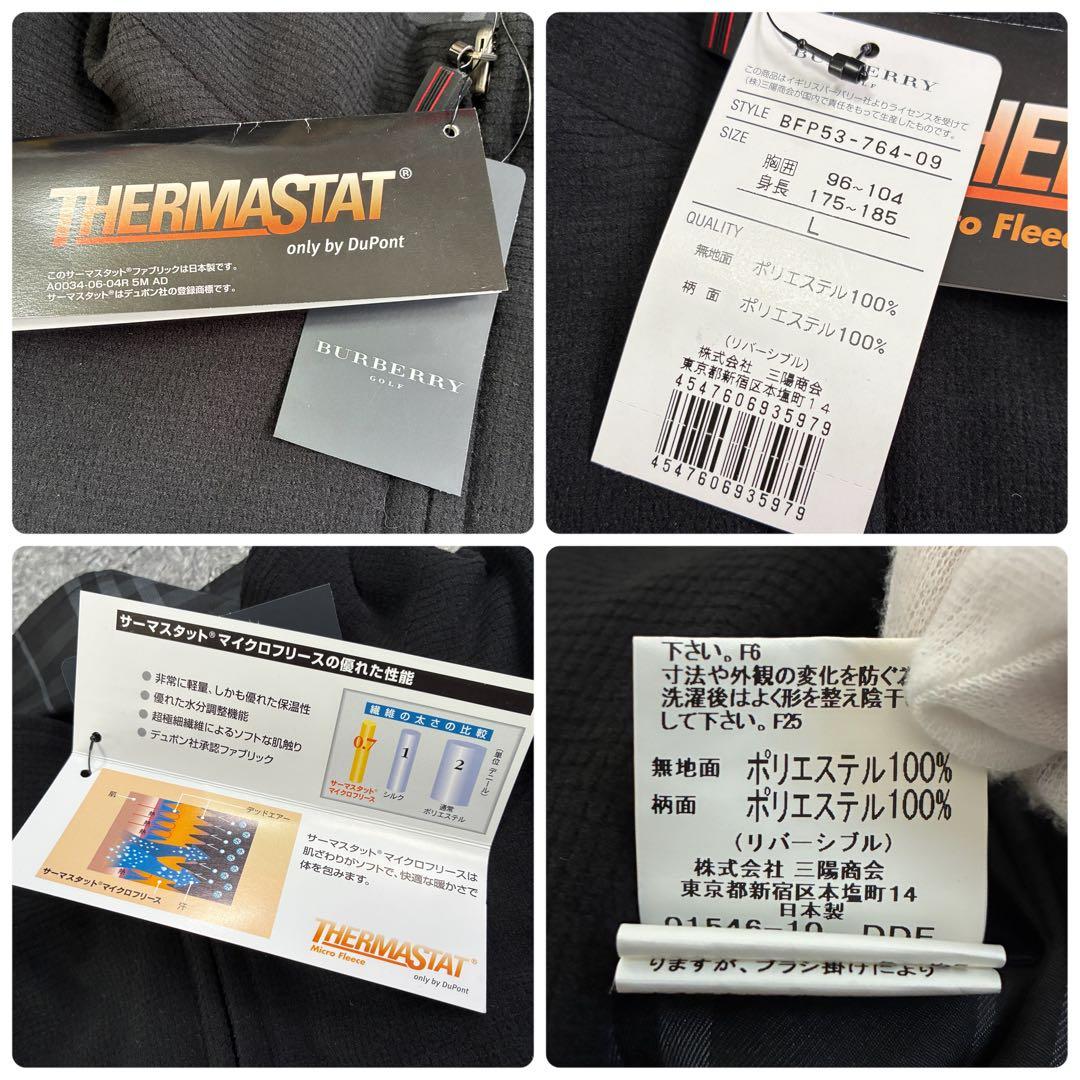 THERMASTAT®
only by DuPont
このサーマスタット®ファブリックは日本製です。
A0034-06-04R 5M AD
サーマスタット®はデュポン社の登録商標です。
BURBERRY
GOLF
BURBERRY
GOLF
この商品はイギリスバーバリー社よりライセンスを受けて
(株)三陽商会が国内で責任をもって生産したものです。
STYLE BFP53-764-09
SIZE
胸囲 96~104
身長 175~185
L
QUALITY
無地面 ポリエステル100%
柄面 ポリエステル100%
(リバーシブル)
株式会社 三陽商会
東京都新宿区本塩町14
4547606935979
4547606935979
HE
ro Fleece
サーマスタット®マイクロフリースの優れた性能
●非常に軽量、しかも優れた保温性
●優れた水分調整機能
●超極細繊維によるソフトな肌触り
●デュポン社承認ファブリック
繊維の太さの比較
0.7
1
2
(単位 デニール)
サーマスタット®
マイクロフリース
シルク
通常
ポリエステル
肌
デッドエアー
サーマスタット®マイクロフリース
汗
サーマスタット®マイクロフリースは
肌ざわりがソフトで、快適な暖かさで
体を包みます。
THERMASTAT®
Micro Fleece
only by DuPont
下さい。F6
寸法や外観の変化を防ぐ
洗濯後はよく形を整え陰干
して下さい。F25
無地面 ポリエステル100%
柄面 ポリエステル100%
(リバーシブル)
株式会社 三陽商会
東京都新宿区本塩町14
日本製
01546-10 DDE
りますが、ブラシ掛けにより